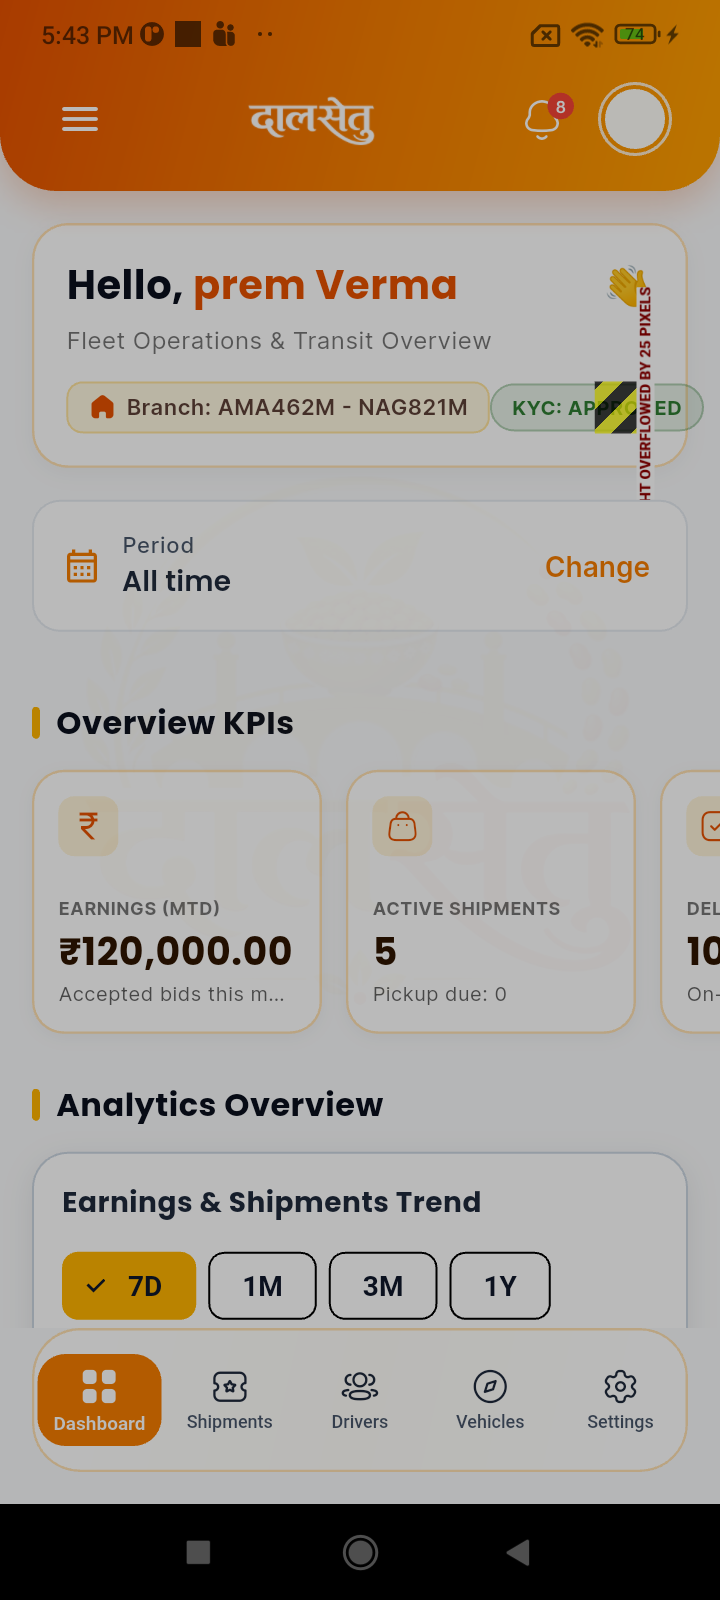 5:43 PM
74
दालसेतु
8
Hello, prem Verma
Fleet Operations & Transit Overview
Branch: AMA462M - NAG821M
KYC: APPROVED
HT OVERFLOWED BY 25 PIXELS
Period
All time
Change
Overview KPIs
₹
EARNINGS (MTD)
₹120,000.00
Accepted bids this m...
ACTIVE SHIPMENTS
5
Pickup due: 0
DEL
10
On-
Analytics Overview
Earnings & Shipments Trend
7D
1M
3M
1Y
Dashboard
Shipments
Drivers
Vehicles
Settings